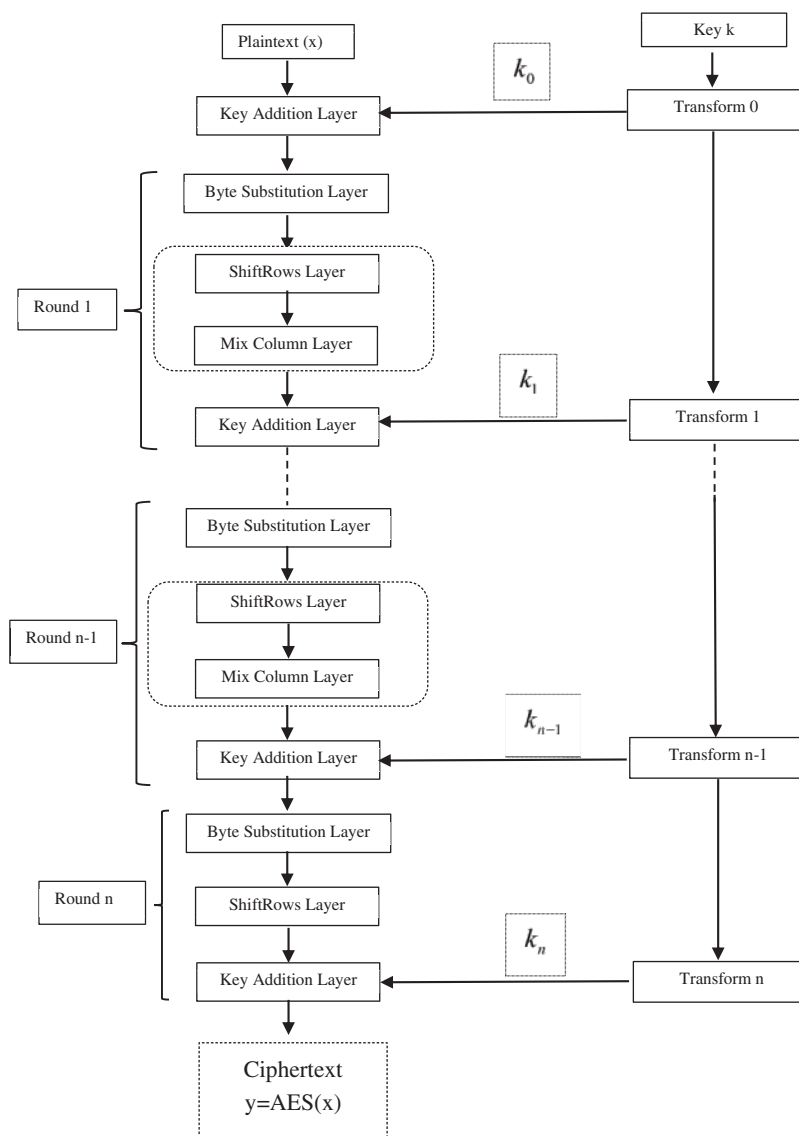 Plaintext (x)
Key k
k0
Key Addition Layer
Transform 0
Byte Substitution Layer
ShiftRows Layer
Round 1
Mix Column Layer
k1
Key Addition Layer
Transform 1
Byte Substitution Layer
ShiftRows Layer
Round n-1
Mix Column Layer
kn−1
Key Addition Layer
Transform n-1
Byte Substitution Layer
Round n
ShiftRows Layer
kn
Key Addition Layer
Transform n
Ciphertext
y=AES(x)